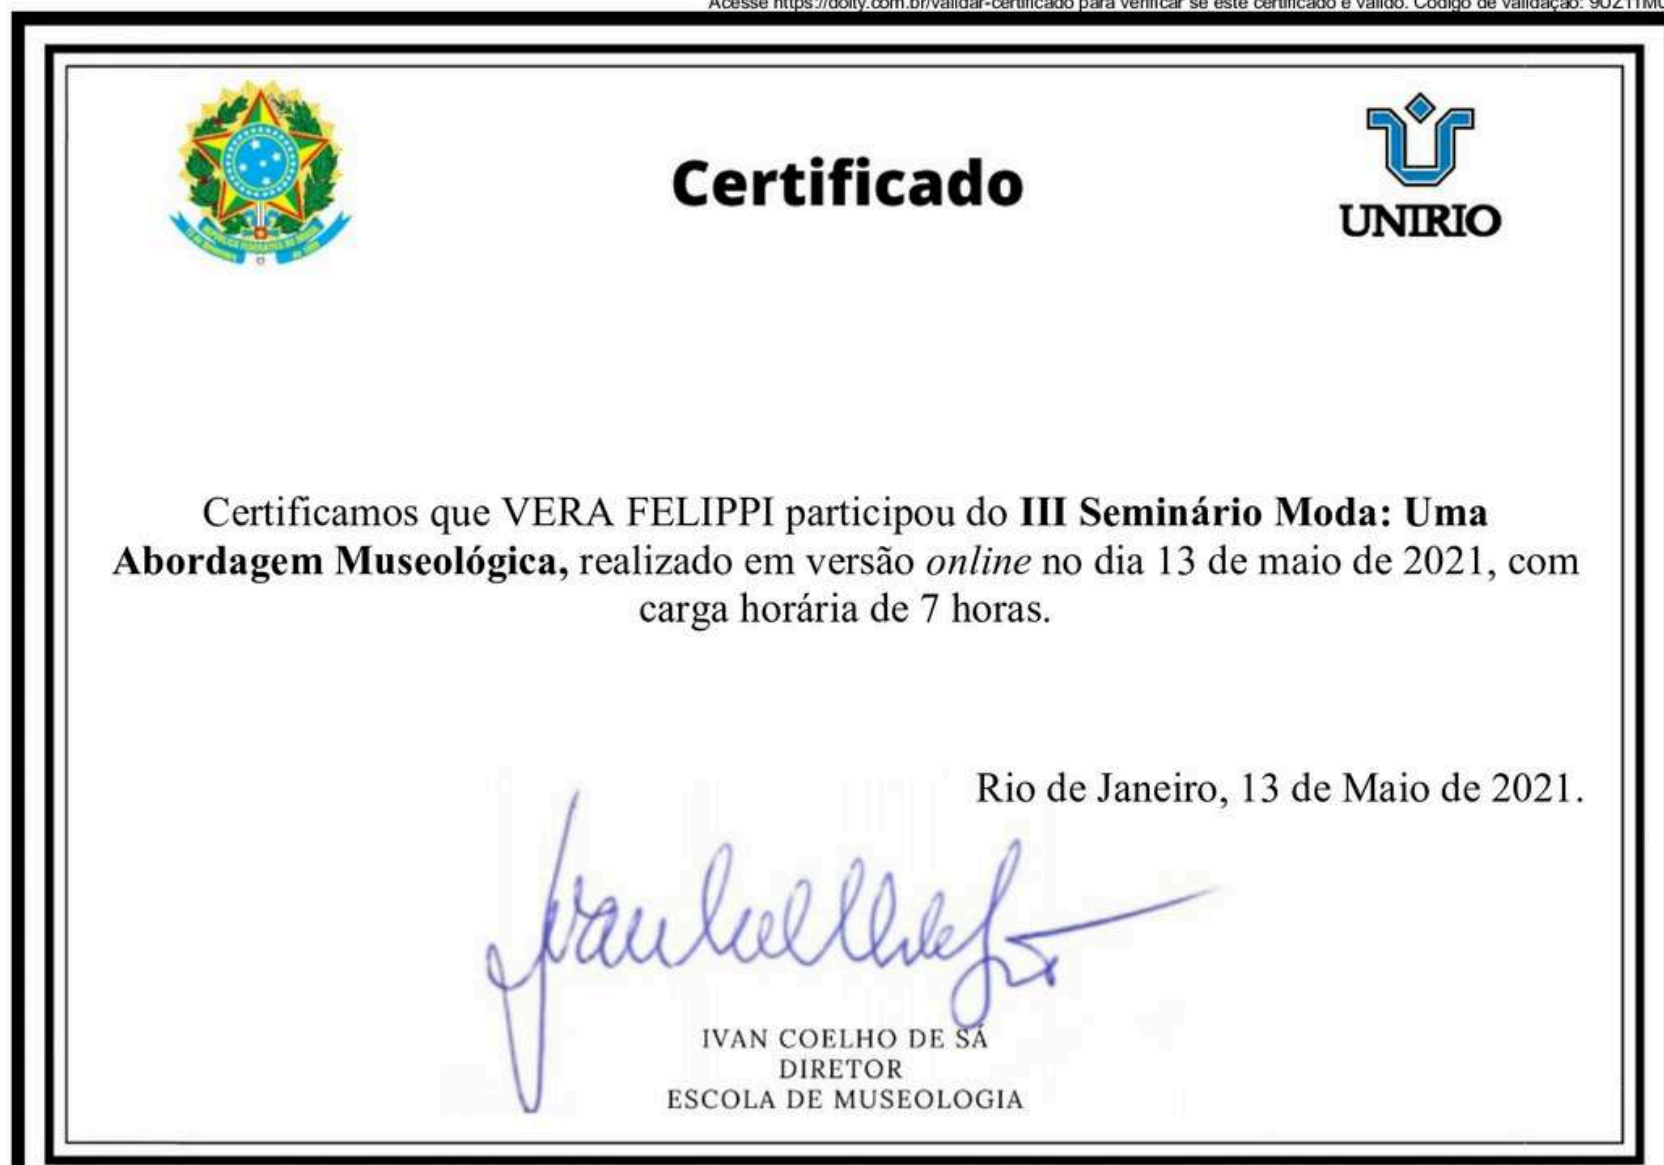 Acesse https://doity.com.br/validar-certificado para verificar se este certificado é válido. Código de validação:
Certificado
UNIRIO
Certificamos que VERA FELIPPI participou do III Seminário Moda: Uma
Abordagem Museológica, realizado em versão online no dia 13 de maio de 2021, com
carga horária de 7 horas.
Rio de Janeiro, 13 de Maio de 2021.
IVAN COELHO DE SÁ
DIRETOR
ESCOLA DE MUSEOLOGIA